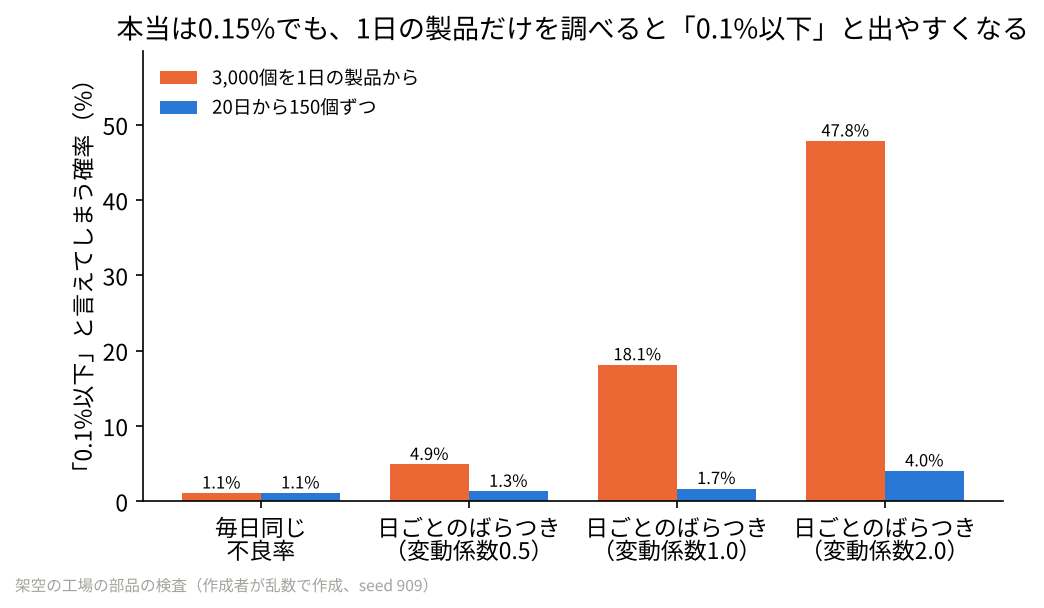 本当は0.15%でも、1日の製品だけを調べると「0.1%以下」と出やすくなる
3,000個を1日の製品から
20日から150個ずつ
「0.1%以下」と言えてしまう確率（%）
50
40
30
20
10
0
1.1%
1.1%
4.9%
1.3%
18.1%
1.7%
47.8%
4.0%
毎日同じ
不良率
日ごとのばらつき
（変動係数0.5）
日ごとのばらつき
（変動係数1.0）
日ごとのばらつき
（変動係数2.0）
架空の工場の部品の検査（作成者が乱数で作成、seed 909）